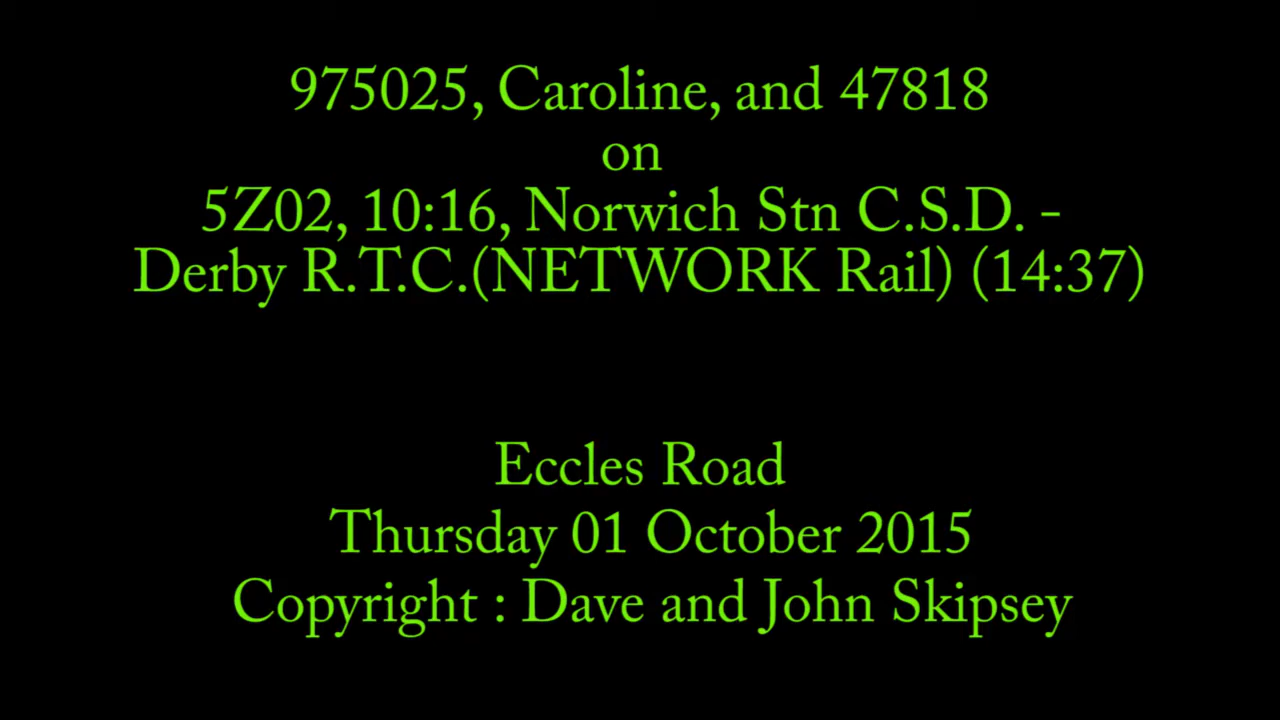 975025, Caroline, and 47818
on
5Z02, 10:16, Norwich Stn C.S.D. -
Derby R.T.C.(NETWORK Rail) (14:37)
Eccles Road
Thursday 01 October 2015
Copyright : Dave and John Skipsey